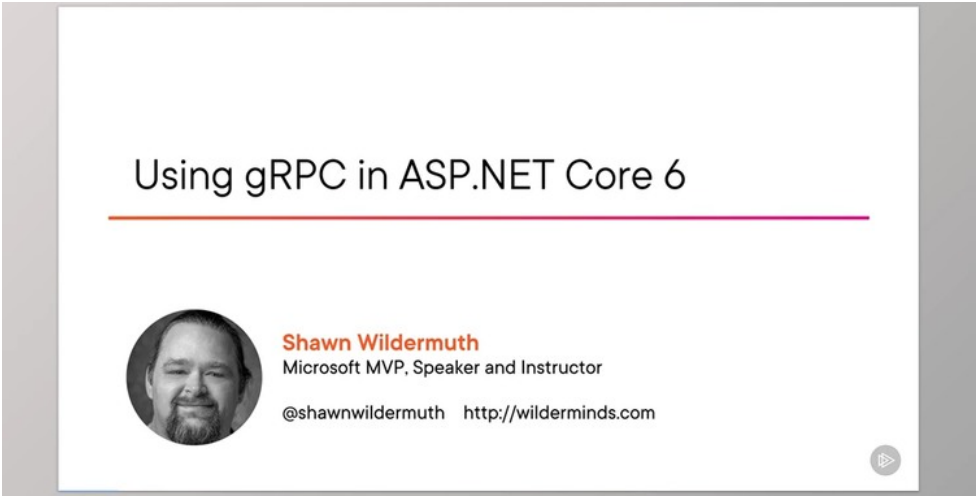 Using gRPC in ASP.NET Core 6
Shawn Wildermuth
Microsoft MVP, Speaker and Instructor
@shawnwildermuth http://wilderminds.com